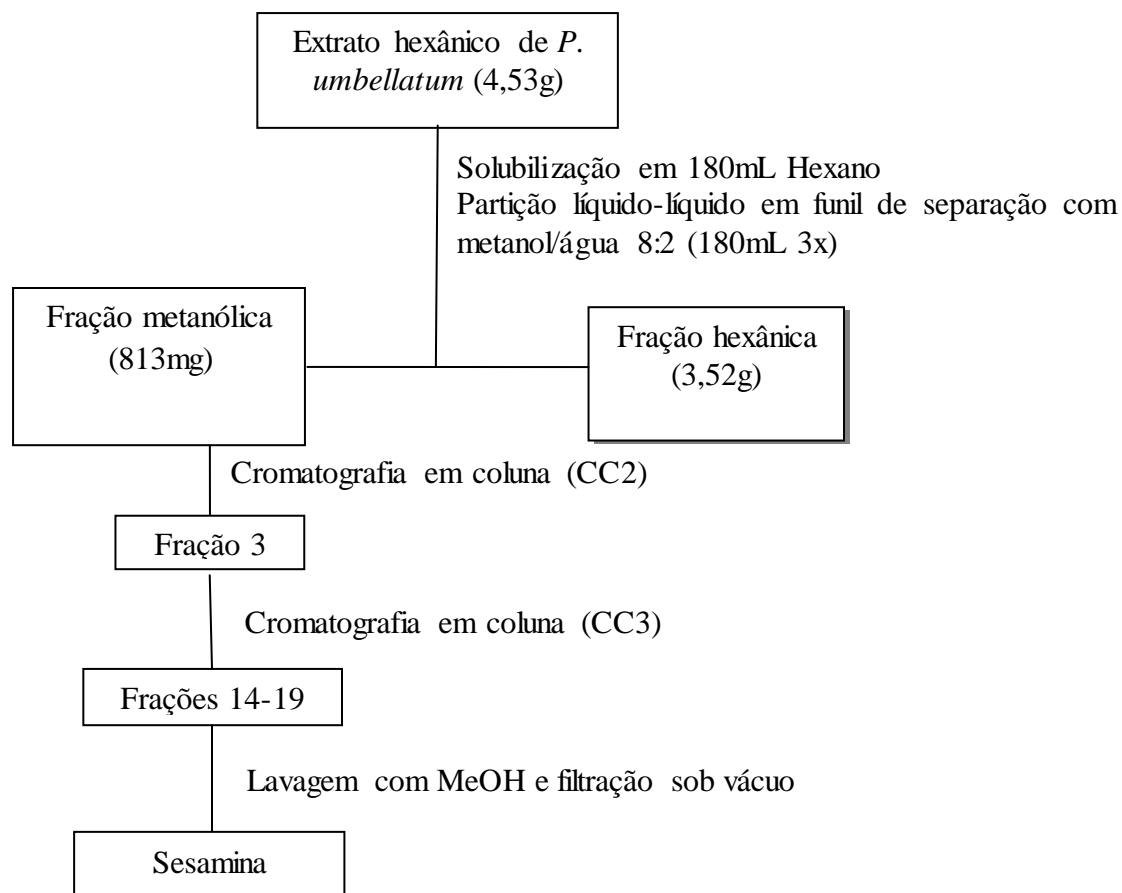 Extrato hexânico de P.
umbellatum (4,53g)
Solubilização em 180mL Hexano
Partição líquido-líquido em funil de separação com
metanol/água 8:2 (180mL 3x)
Fração metanólica
(813mg)
Fração hexânica
(3,52g)
Cromatografia em coluna (CC2)
Fração 3
Cromatografia em coluna (CC3)
Frações 14-19
Lavagem com MeOH e filtração sob vácuo
Sesamina